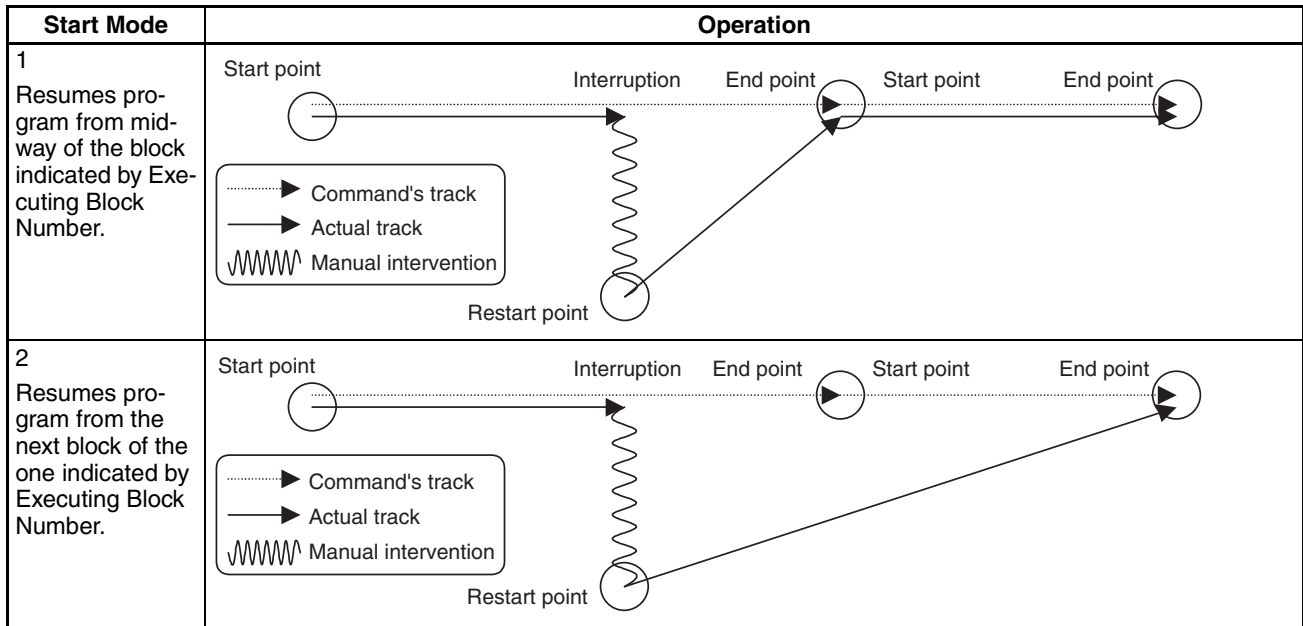 Start Mode
Operation
1
Resumes pro-
gram from mid-
way of the block
indicated by Exe-
cuting Block
Number.
Start point
Interruption
End point
Start point
End point
Command's track
Actual track
Manual intervention
Restart point
2
Resumes pro-
gram from the
next block of the
one indicated by
Executing Block
Number.
Start point
Interruption
End point
Start point
End point
Command's track
Actual track
Manual intervention
Restart point